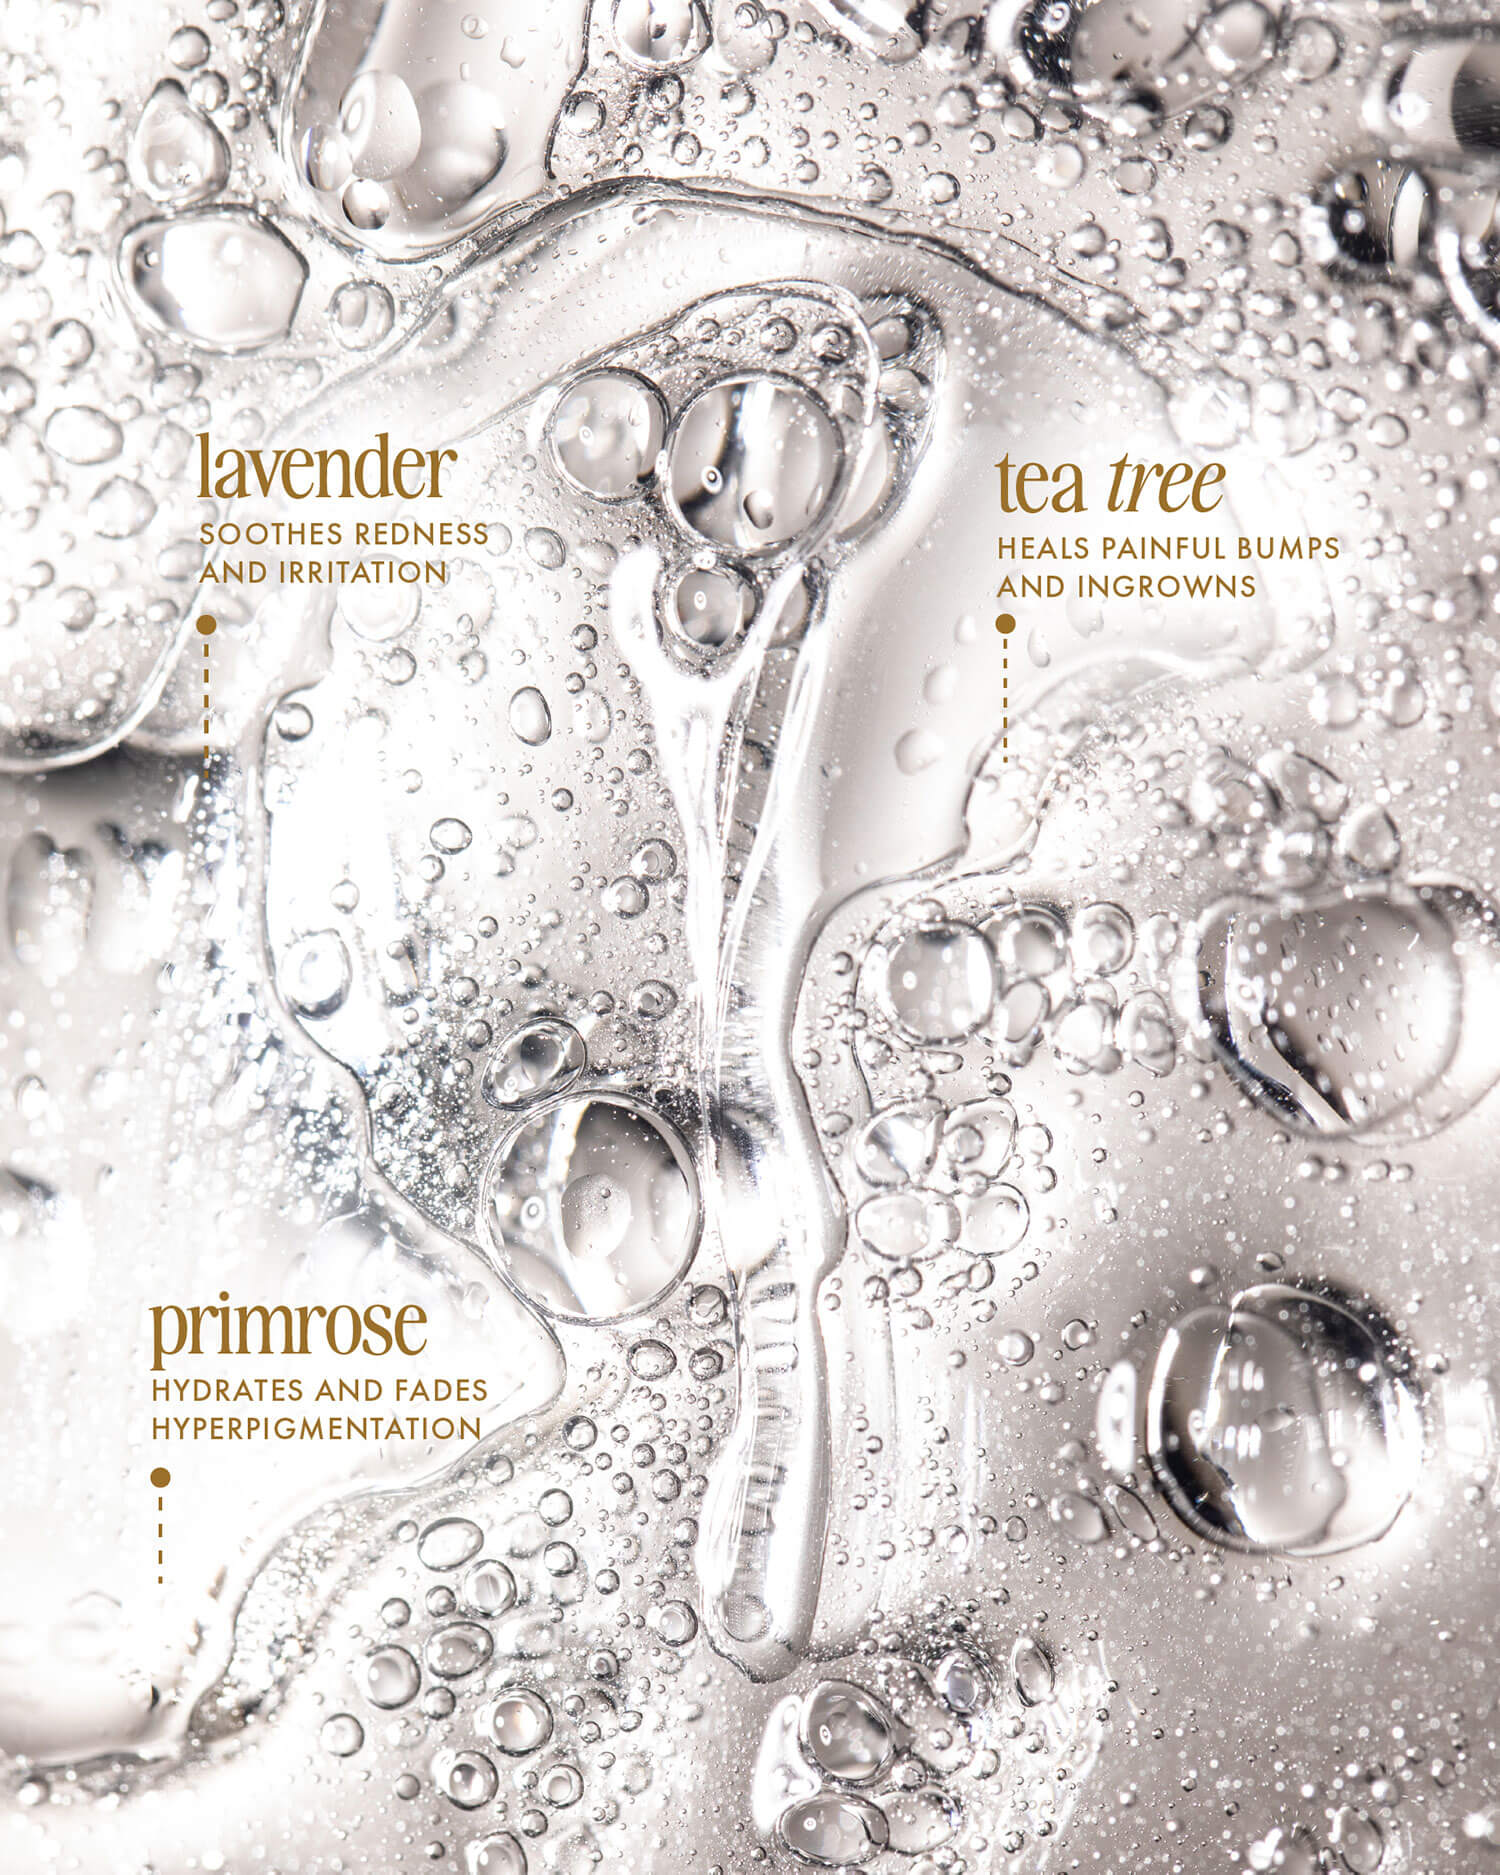 lavender
SOOTHES REDNESS
AND IRRITATION
tea tree
HEALS PAINFUL BUMPS
AND INGROWNS
primrose
HYDRATES AND FADES
HYPERPIGMENTATION